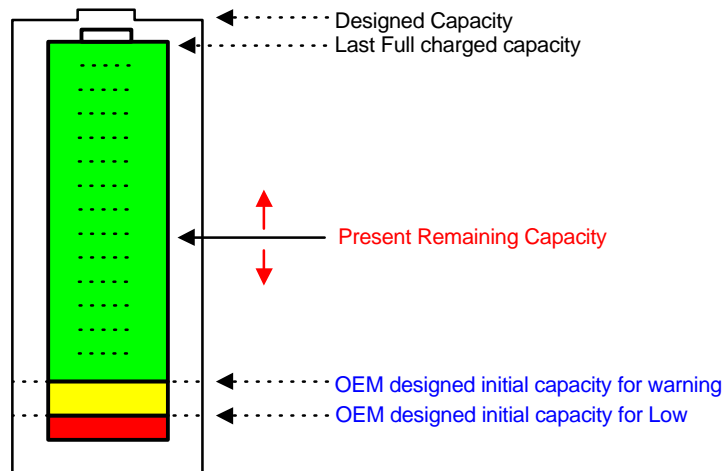 Designed Capacity
Last Full charged capacity
Present Remaining Capacity
OEM designed initial capacity for warning
OEM designed initial capacity for Low